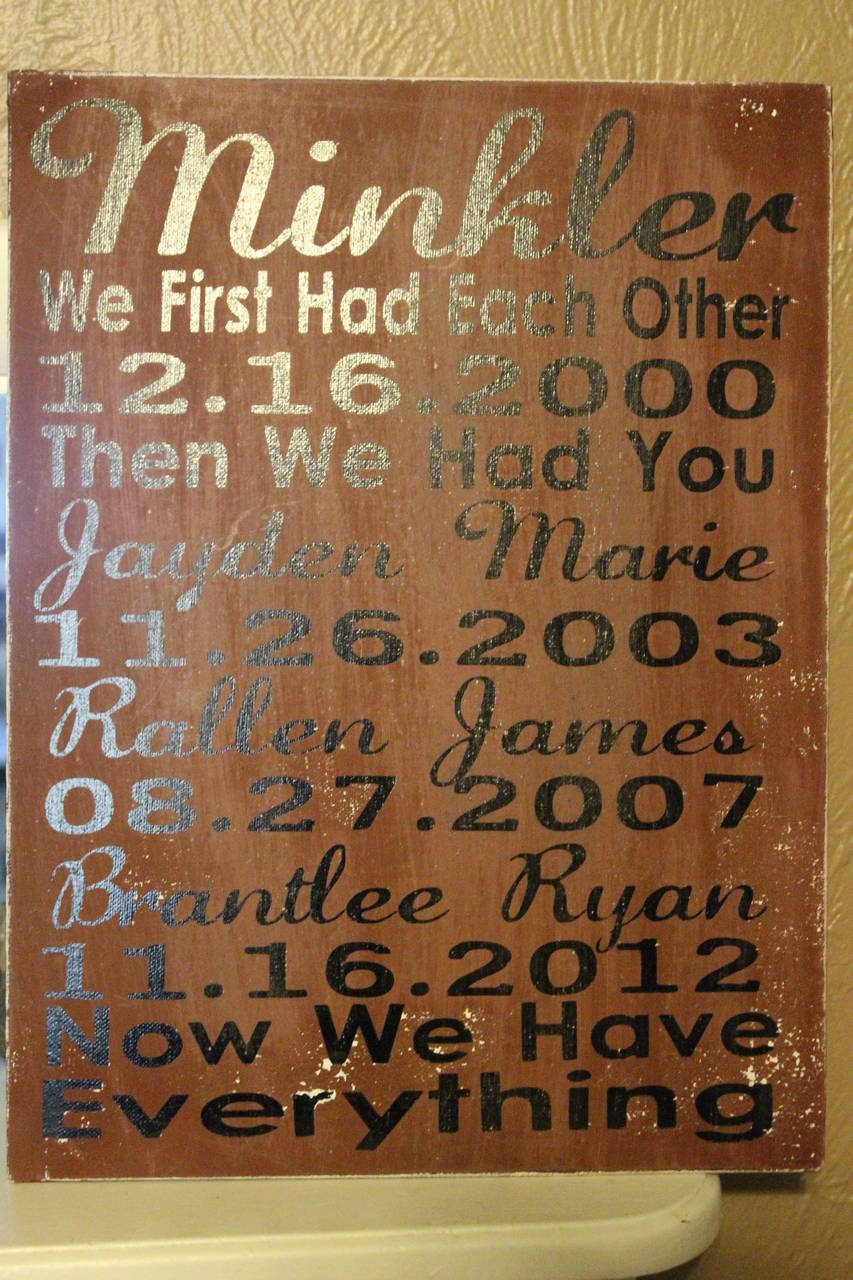 Minkler
We First Had Each Other
12.16.2000
Then We Had You
Jayden Marie
11.26.2003
Rallen James
08.27.2007
Brantlee Ryan
11.16.2012
Now We Have
Everything